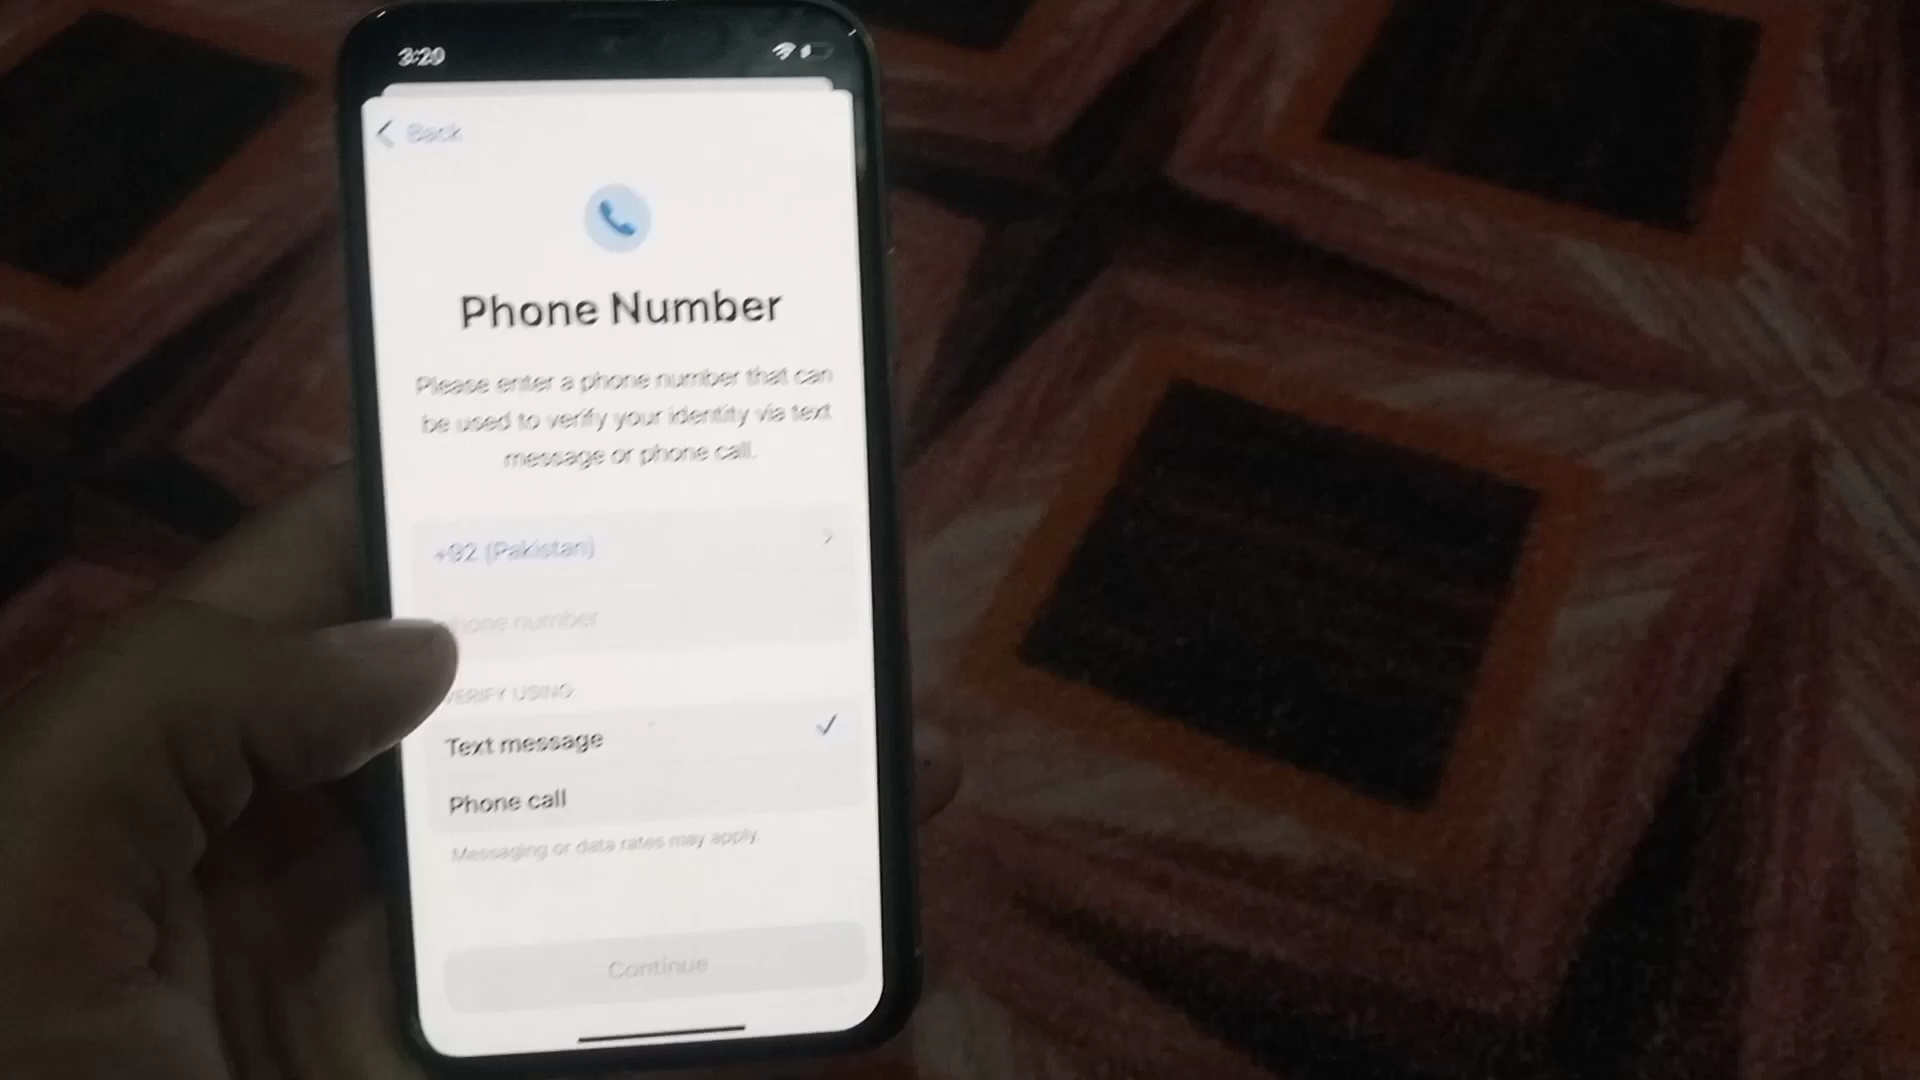 3:29
Back
Phone Number
Please enter a phone number that can
be used to verify your identity via text
message or phone call.
+92 (Pakistan)
phone number
VERIFY USING:
Text message
Phone call
Messaging or data rates may apply.
Continue